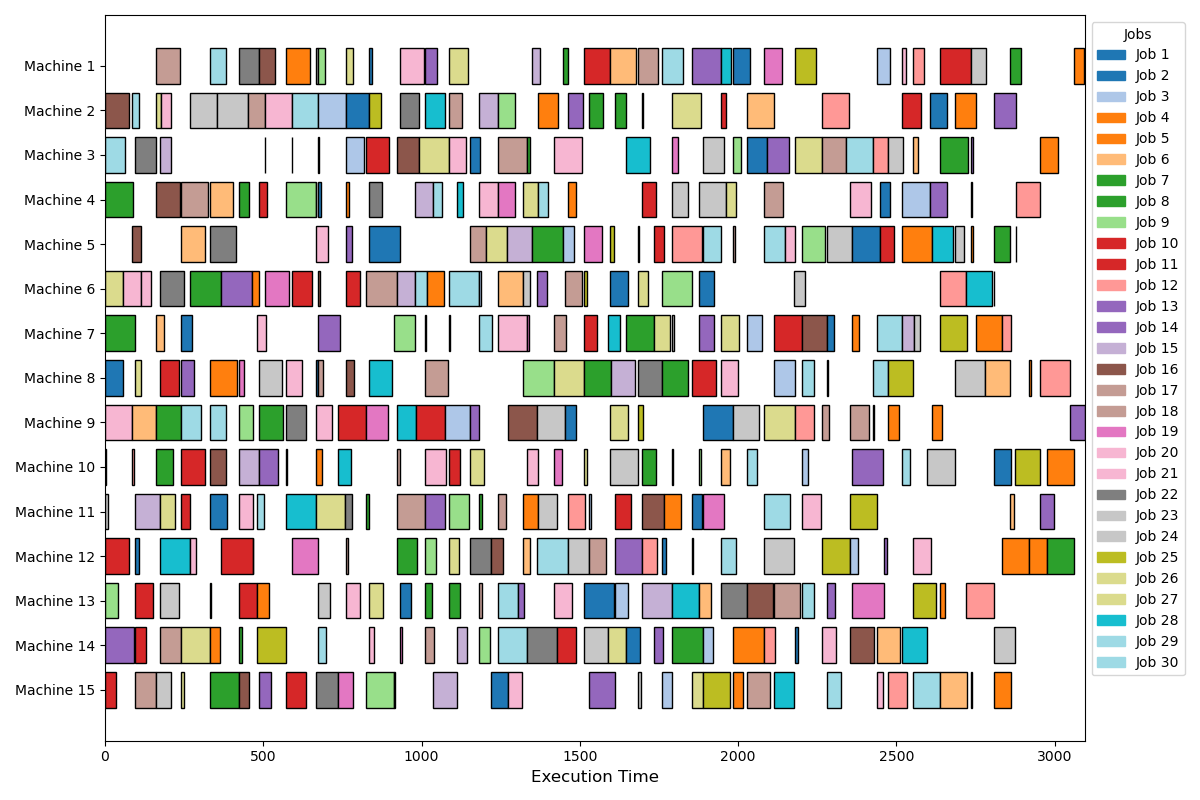 Machine 1
Machine 2
Machine 3
Machine 4
Machine 5
Machine 6
Machine 7
Machine 8
Machine 9
Machine 10
Machine 11
Machine 12
Machine 13
Machine 14
Machine 15
0 500 1000 1500 2000 2500 3000
Execution Time
Jobs
Job 1
Job 2
Job 3
Job 4
Job 5
Job 6
Job 7
Job 8
Job 9
Job 10
Job 11
Job 12
Job 13
Job 14
Job 15
Job 16
Job 17
Job 18
Job 19
Job 20
Job 21
Job 22
Job 23
Job 24
Job 25
Job 26
Job 27
Job 28
Job 29
Job 30